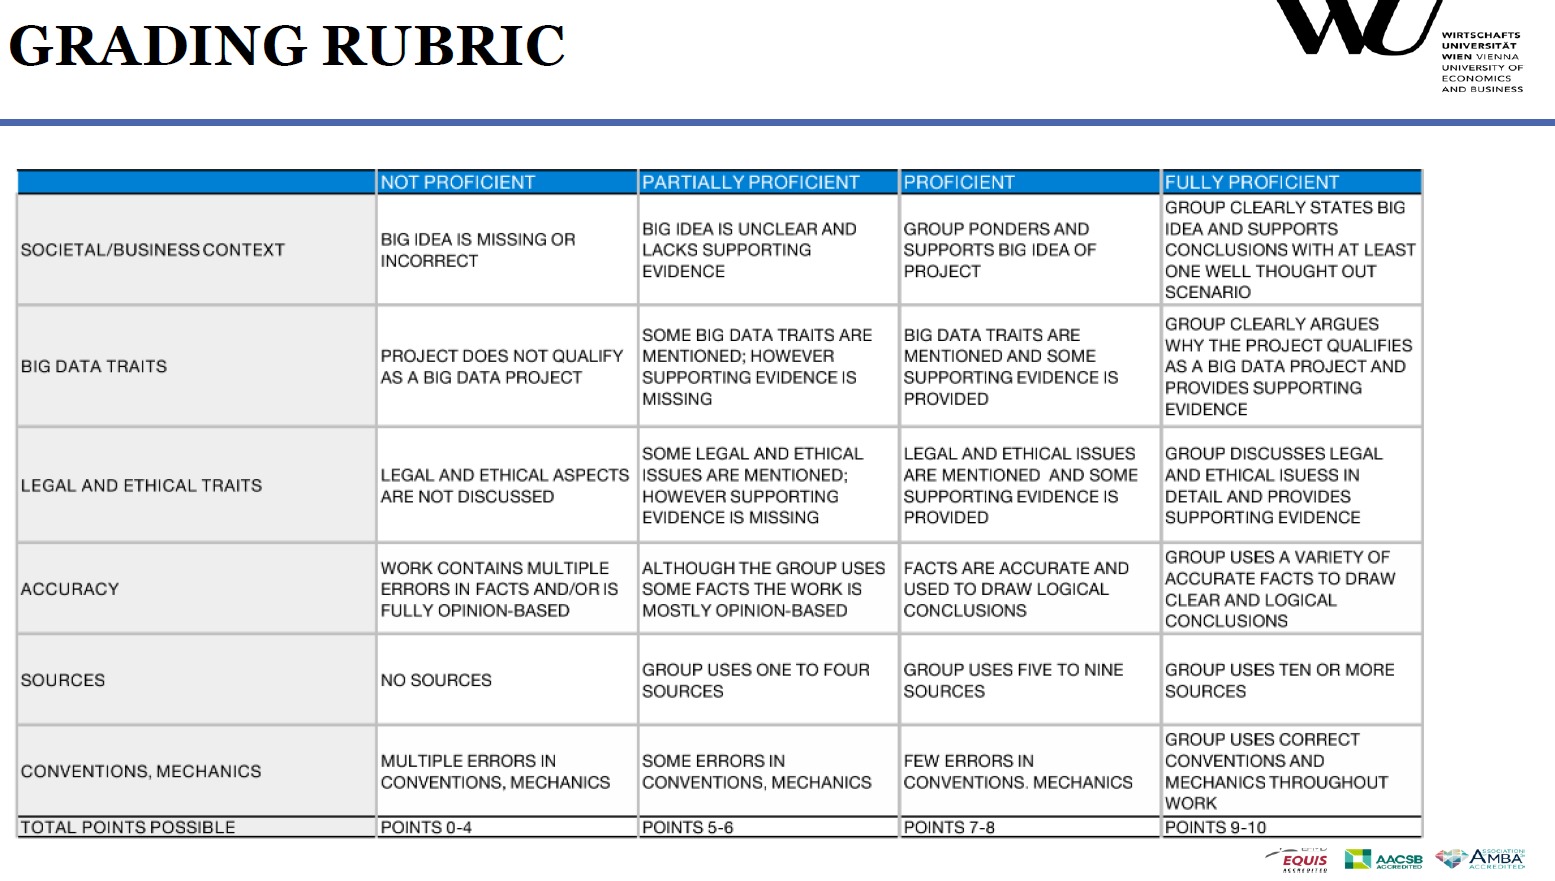 GRADING RUBRIC
WU
WIRTSCHAFTS
UNIVERSITÄT
WIEN VIENNA
UNIVERSITY OF
ECONOMICS
AND BUSINESS
NOT PROFICIENT
PARTIALLY PROFICIENT
PROFICIENT
FULLY PROFICIENT
SOCIETAL/BUSINESS CONTEXT
BIG IDEA IS MISSING OR
INCORRECT
BIG IDEA IS UNCLEAR AND
LACKS SUPPORTING
EVIDENCE
GROUP PONDERS AND
SUPPORTS BIG IDEA OF
PROJECT
GROUP CLEARLY STATES BIG
IDEA AND SUPPORTS
CONCLUSIONS WITH AT LEAST
ONE WELL THOUGHT OUT
SCENARIO
BIG DATA TRAITS
PROJECT DOES NOT QUALIFY
AS A BIG DATA PROJECT
SOME BIG DATA TRAITS ARE
MENTIONED; HOWEVER
SUPPORTING EVIDENCE IS
MISSING
BIG DATA TRAITS ARE
MENTIONED AND SOME
SUPPORTING EVIDENCE IS
PROVIDED
GROUP CLEARLY ARGUES
WHY THE PROJECT QUALIFIES
AS A BIG DATA PROJECT AND
PROVIDES SUPPORTING
EVIDENCE
LEGAL AND ETHICAL TRAITS
LEGAL AND ETHICAL ASPECTS
ARE NOT DISCUSSED
SOME LEGAL AND ETHICAL
ISSUES ARE MENTIONED;
HOWEVER SUPPORTING
EVIDENCE IS MISSING
LEGAL AND ETHICAL ISSUES
ARE MENTIONED AND SOME
SUPPORTING EVIDENCE IS
PROVIDED
GROUP DISCUSSES LEGAL
AND ETHICAL ISUESS IN
DETAIL AND PROVIDES
SUPPORTING EVIDENCE
ACCURACY
WORK CONTAINS MULTIPLE
ERRORS IN FACTS AND/OR IS
FULLY OPINION-BASED
ALTHOUGH THE GROUP USES
SOME FACTS THE WORK IS
MOSTLY OPINION-BASED
FACTS ARE ACCURATE AND
USED TO DRAW LOGICAL
CONCLUSIONS
GROUP USES A VARIETY OF
ACCURATE FACTS TO DRAW
CLEAR AND LOGICAL
CONCLUSIONS
SOURCES
NO SOURCES
GROUP USES ONE TO FOUR
SOURCES
GROUP USES FIVE TO NINE
SOURCES
GROUP USES TEN OR MORE
SOURCES
CONVENTIONS, MECHANICS
MULTIPLE ERRORS IN
CONVENTIONS, MECHANICS
SOME ERRORS IN
CONVENTIONS, MECHANICS
FEW ERRORS IN
CONVENTIONS. MECHANICS
GROUP USES CORRECT
CONVENTIONS AND
MECHANICS THROUGHOUT
WORK
TOTAL POINTS POSSIBLE
POINTS 0-4
POINTS 5-6
POINTS 7-8
POINTS 9-10
EQUIS
ACCREDITED
AACSB
ACCREDITED
ASSOCIATION
AMBA
ACCREDITED